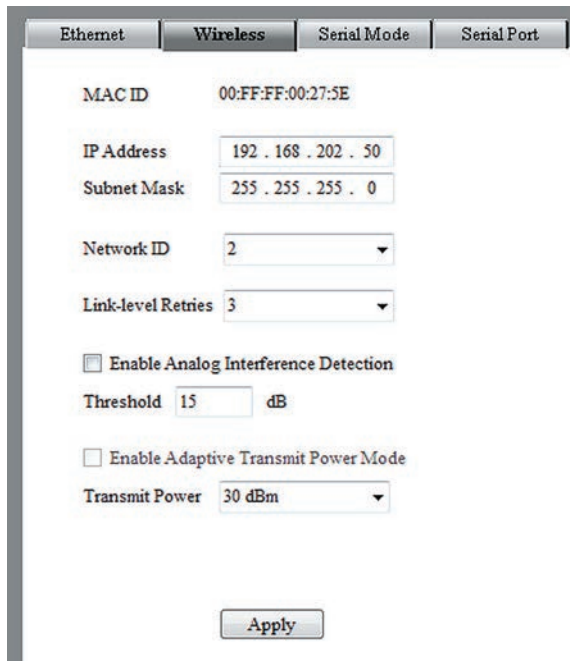 Ethernet Wireless Serial Mode Serial Port
MAC ID 00:FF:FF:00:27:5E
IP Address 192 . 168 . 202 . 50
Subnet Mask 255 . 255 . 255 . 0
Network ID 2
Link-level Retries 3
Enable Analog Interference Detection
Threshold 15 dB
Enable Adaptive Transmit Power Mode
Transmit Power 30 dBm
Apply